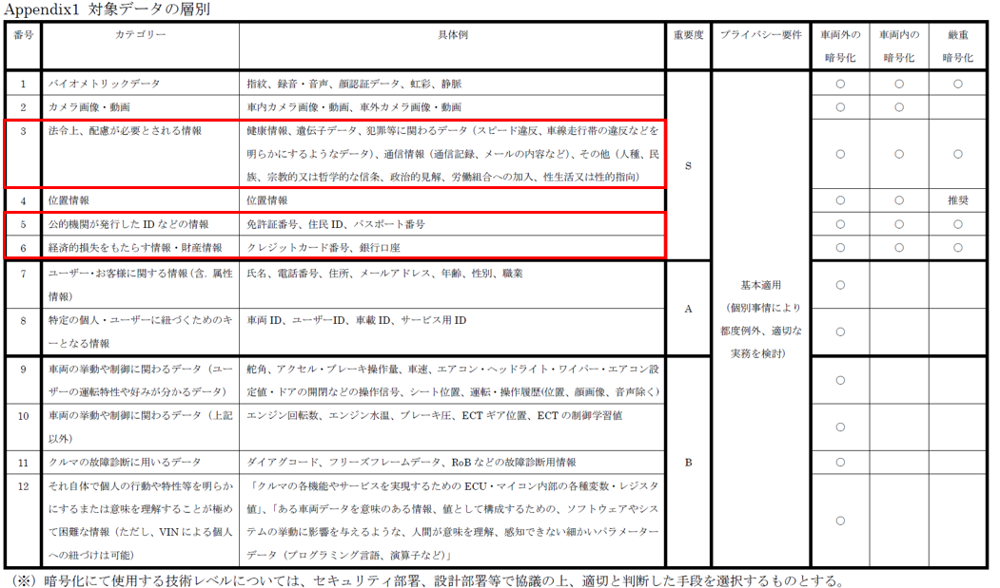 Appendix1 対象データの層別
番号 カテゴリー 具体例 重要度 プライバシー要件 車両外の 車両内の 厳重
暗号化 暗号化 暗号化
1 バイオメトリックデータ 指紋、録音・音声、顔認証データ、虹彩、静脈 ○ ○ ○
2 カメラ画像・動画 車内カメラ画像・動画、車外カメラ画像・動画 ○ ○
3 法令上、配慮が必要とされる情報 健康情報、遺伝子データ、犯罪等に関わるデータ（スピード違反、車線走行帯の違反などを
明らかにするようなデータ）、通信情報（通信記録、メールの内容など）、その他（人種、民 ○ ○ ○
S
族、宗教的又は哲学的な信条、政治的見解、労働組合への加入、性生活又は性的指向）
4 位置情報 位置情報 ○ ○ 推奨
5 公的機関が発行した ID などの情報 免許証番号、住民 ID、パスポート番号 ○ ○ ○
6 経済的損失をもたらす情報・財産情報 クレジットカード番号、銀行口座 ○ ○ ○
7 ユーザー・お客様に関する情報（含. 属性 氏名、電話番号、住所、メールアドレス、年齢、性別、職業
基本適用 ○
情報）
A （個別事情により
8 特定の個人・ユーザーに紐づくためのキ 車両 ID、ユーザーID、車載 ID、サービス用 ID
都度例外、適切な ○
ーとなる情報
実務を検討）
9 車両の挙動や制御に関わるデータ（ユー 舵角、アクセル・ブレーキ操作量、車速、エアコン・ヘッドライト・ワイパー・エアコン設
○
ザーの運転特性や好みが分かるデータ） 定値・ドアの開閉などの操作信号、シート位置、運転・操作履歴(位置、顔画像、音声除く)
10 車両の挙動や制御に関わるデータ（上記 エンジン回転数、エンジン水温、ブレーキ圧、ECT ギア位置、ECT の制御学習値
○
以外）
11 クルマの故障診断に用いるデータ ダイアグコード、フリーズフレームデータ、RoB などの故障診断用情報 B ○
12 それ自体で個人の行動や特性等を明らか 「クルマの各機能やサービスを実現するための ECU・マイコン内部の各種変数・レジスタ
にするまたは意味を理解することが極め 値」、「ある車両データを意味のある情報、値として構成するための、ソフトウェアやシス
○
て困難な情報（ただし、VIN による個人 テムの挙動に影響を与えるような、人間が意味を理解、感知できない細かいパラメーター
への紐づけは可能） データ（プログラミング言語、演算子など）」
（※）暗号化にて使用する技術レベルについては、セキュリティ部署、設計部署等で協議の上、適切と判断した手段を選択するものとする。